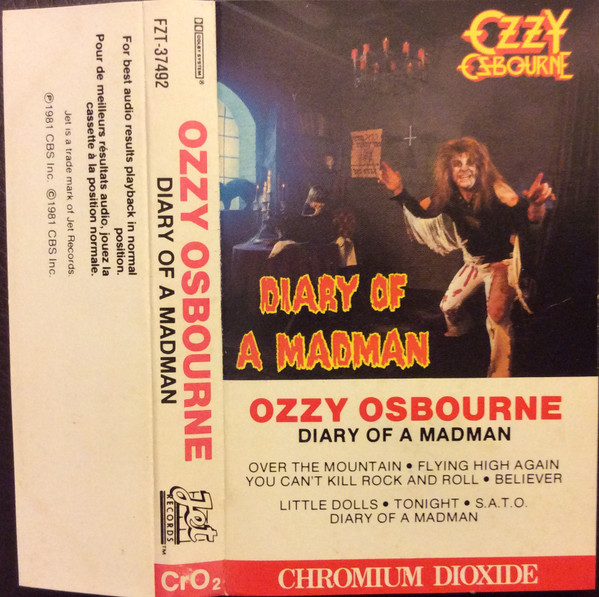 For best audio results playback in normal
position.
Pour de meilleurs résultats audio, jouez la
cassette à la position normale.
Jet is a trade mark of Jet Records.
℗1981 CBS Inc. ©1981 CBS Inc.
DOLBY SYSTEM ®
FZT-37492
OZZY OSBOURNE
DIARY OF A MADMAN
Jet
RECORDS
TM
CrO₂
OZZY
OSBOURNE
DIARY OF
A MADMAN
OZZY OSBOURNE
DIARY OF A MADMAN
OVER THE MOUNTAIN • FLYING HIGH AGAIN
YOU CAN'T KILL ROCK AND ROLL • BELIEVER
LITTLE DOLLS • TONIGHT • S.A.T.O.
DIARY OF A MADMAN
CHROMIUM DIOXIDE